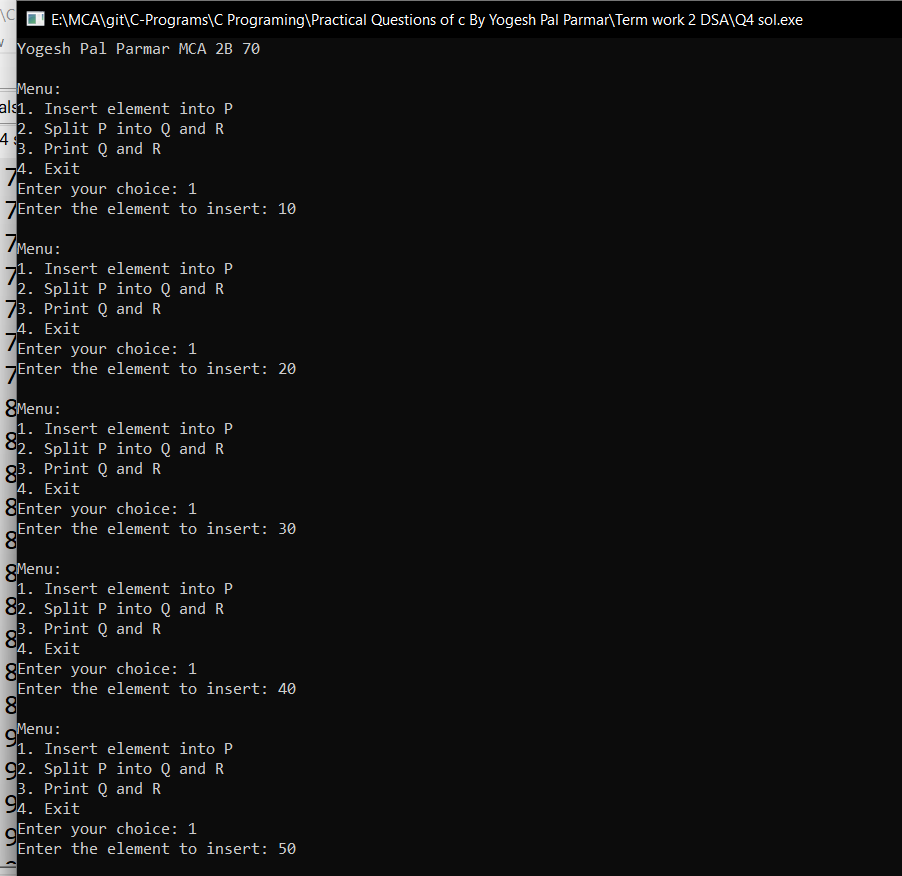 E:\MCA\git\C-Programs\C Programing\Practical Questions of c By Yogesh Pal Parmar\Term work 2 DSA\Q4 sol.exe
Yogesh Pal Parmar MCA 2B 70
Menu:
1. Insert element into P
2. Split P into Q and R
3. Print Q and R
4. Exit
Enter your choice: 1
Enter the element to insert: 10
Menu:
1. Insert element into P
2. Split P into Q and R
3. Print Q and R
4. Exit
Enter your choice: 1
Enter the element to insert: 20
Menu:
1. Insert element into P
2. Split P into Q and R
3. Print Q and R
4. Exit
Enter your choice: 1
Enter the element to insert: 30
Menu:
1. Insert element into P
2. Split P into Q and R
3. Print Q and R
4. Exit
Enter your choice: 1
Enter the element to insert: 40
Menu:
1. Insert element into P
2. Split P into Q and R
3. Print Q and R
4. Exit
Enter your choice: 1
Enter the element to insert: 50